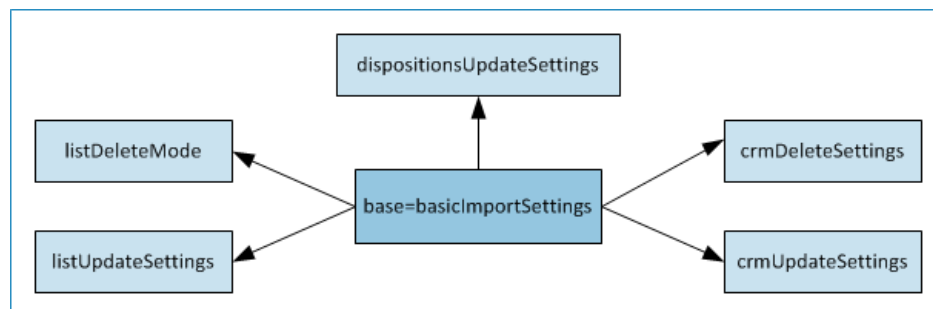 dispositionsUpdateSettings
listDeleteMode
crmDeleteSettings
base=basicImportSettings
listUpdateSettings
crmUpdateSettings